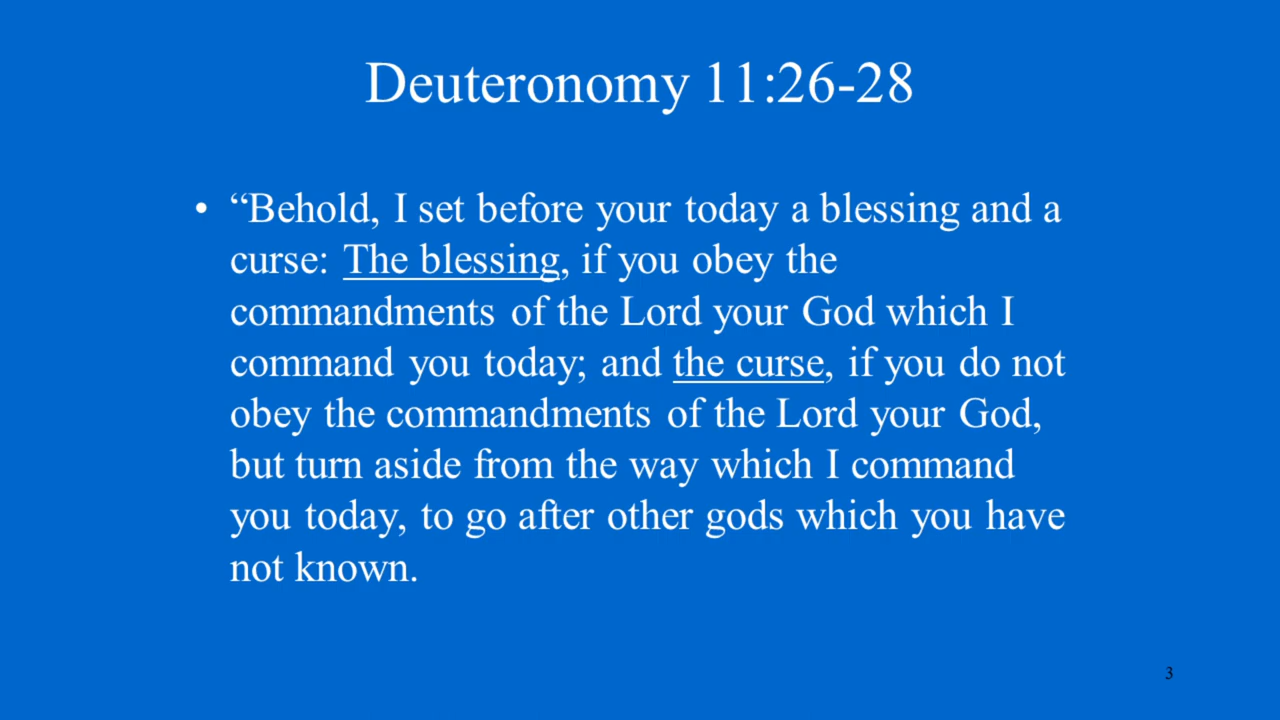 Deuteronomy 11:26-28
• “Behold, I set before your today a blessing and a
curse: The blessing, if you obey the
commandments of the Lord your God which I
command you today; and the curse, if you do not
obey the commandments of the Lord your God,
but turn aside from the way which I command
you today, to go after other gods which you have
not known.
3